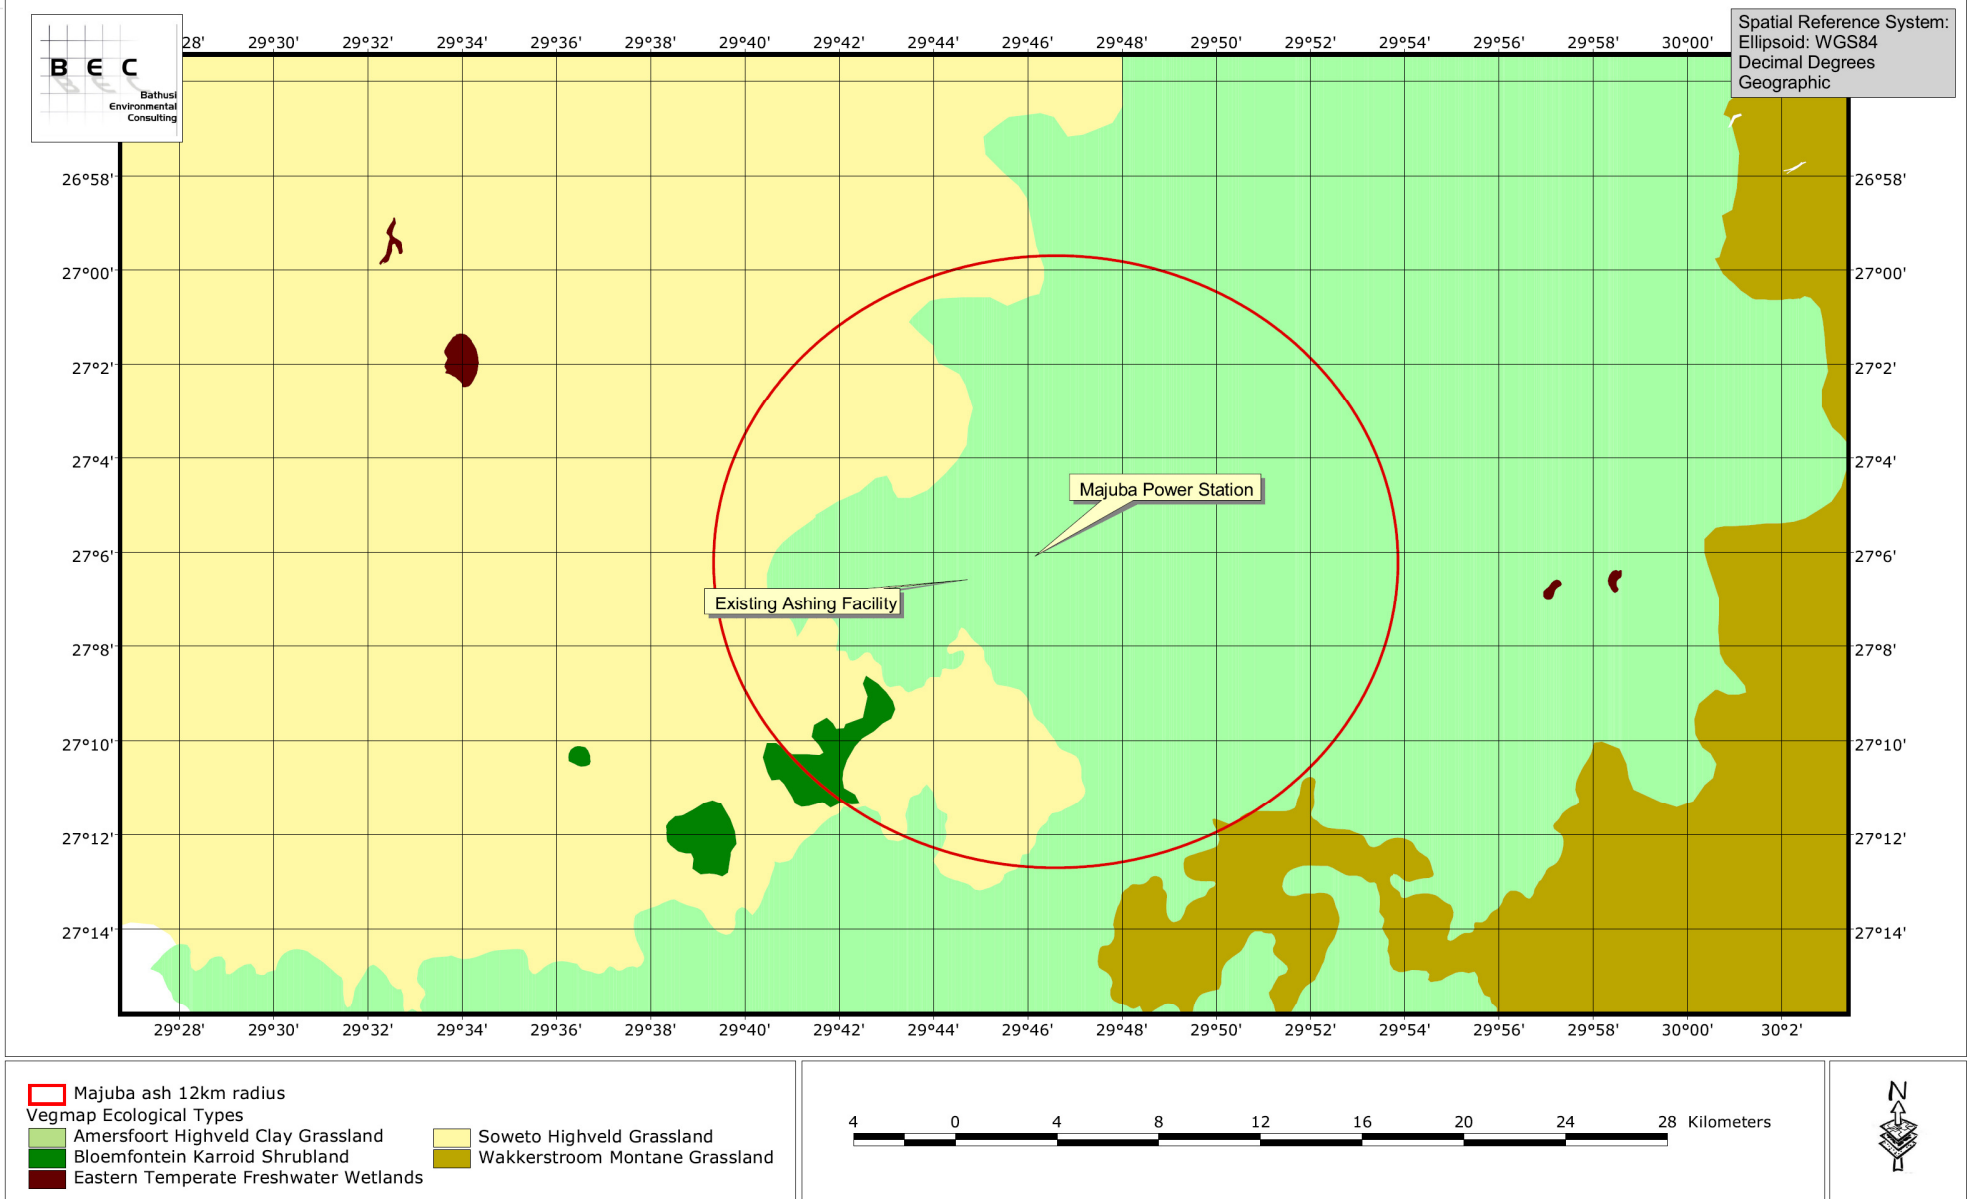 B E C
Bathusi
Environmental
Consulting
28' 29°30' 29°32' 29°34' 29°36' 29°38' 29°40' 29°42' 29°44' 29°46' 29°48' 29°50' 29°52' 29°54' 29°56' 29°58' 30°00'
Spatial Reference System:
Ellipsoid: WGS84
Decimal Degrees
Geographic
26°58' 26°58'
27°00' 27°00'
27°2' 27°2'
27°4' 27°4'
Majuba Power Station
27°6' 27°6'
Existing Ashing Facility
27°8' 27°8'
27°10' 27°10'
27°12' 27°12'
27°14' 27°14'
29°28' 29°30' 29°32' 29°34' 29°36' 29°38' 29°40' 29°42' 29°44' 29°46' 29°48' 29°50' 29°52' 29°54' 29°56' 29°58' 30°00' 30°2'
Majuba ash 12km radius
Vegmap Ecological Types
Amersfoort Highveld Clay Grassland
Bloemfontein Karroid Shrubland
Eastern Temperate Freshwater Wetlands
Soweto Highveld Grassland
Wakkerstroom Montane Grassland
4 0 4 8 12 16 20 24 28 Kilometers
N